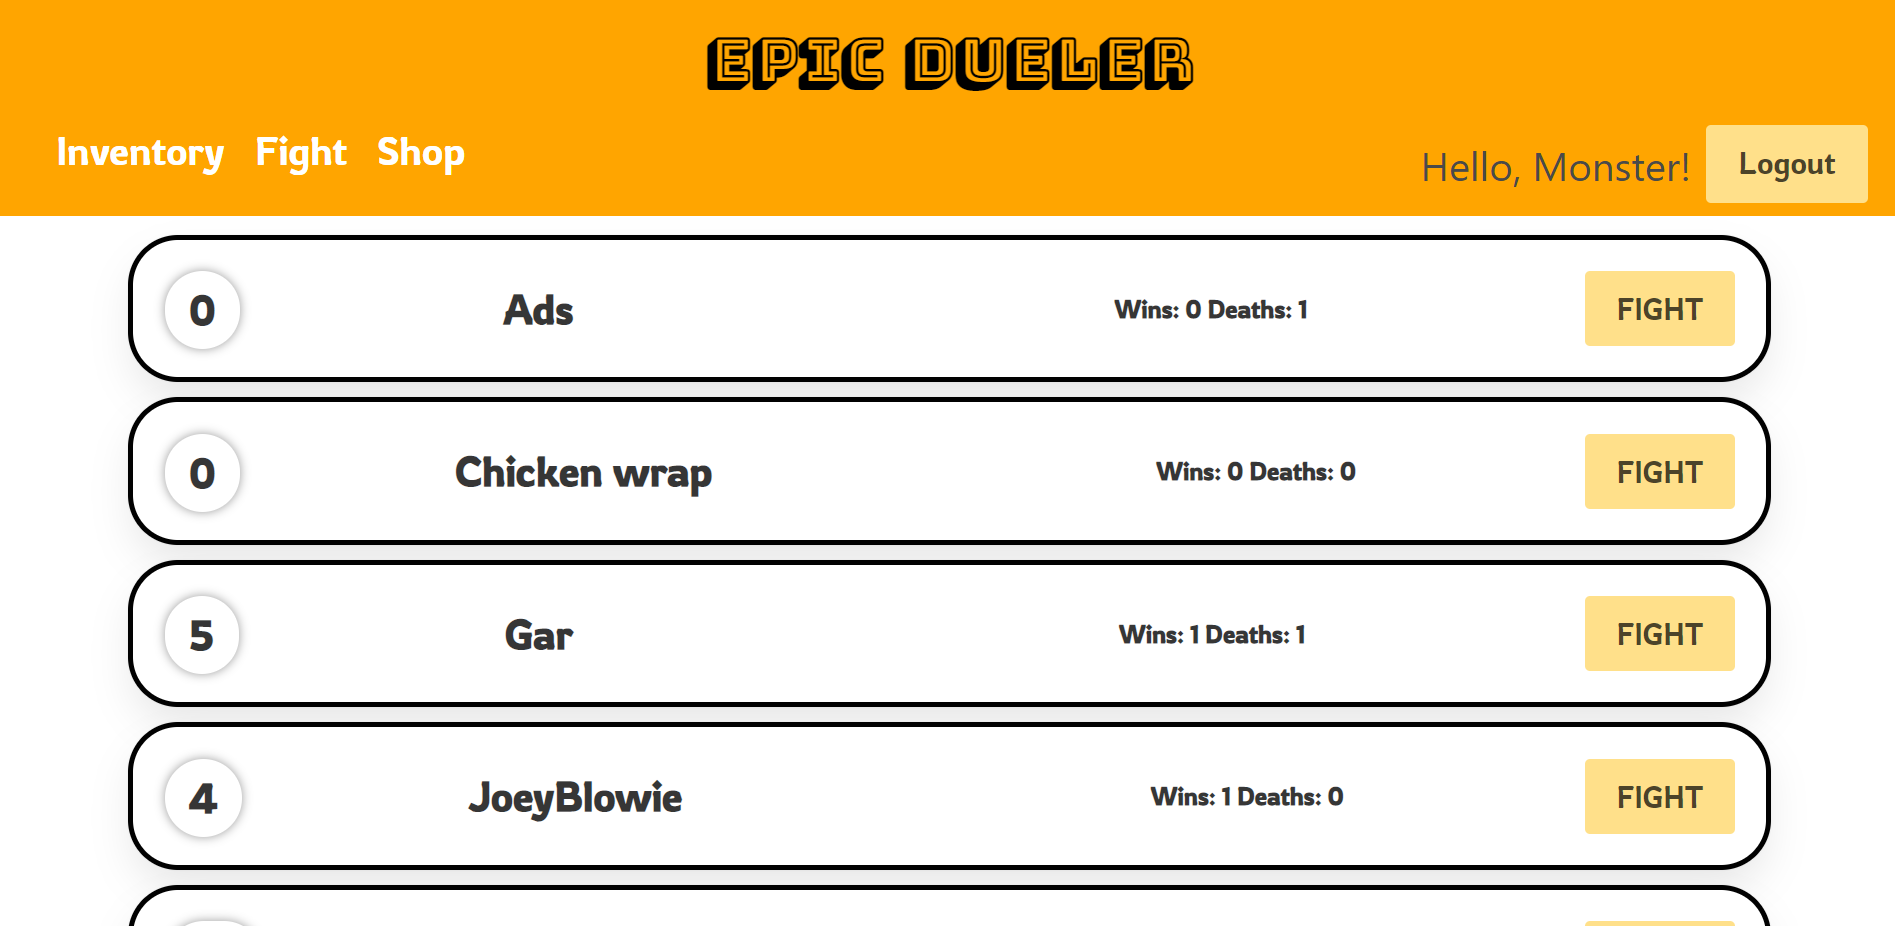 EPIC DUELER
Inventory Fight Shop
Hello, Monster! Logout
0 Ads Wins: 0 Deaths: 1 FIGHT
0 Chicken wrap Wins: 0 Deaths: 0 FIGHT
5 Gar Wins: 1 Deaths: 1 FIGHT
4 JoeyBlowie Wins: 1 Deaths: 0 FIGHT